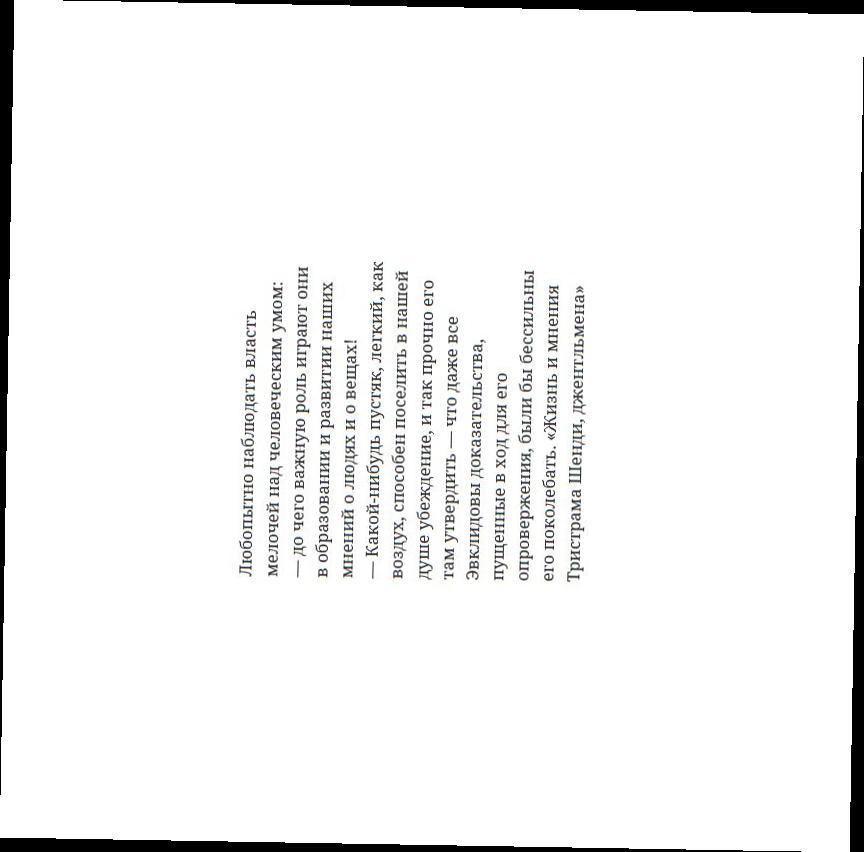 Любопытно наблюдать власть
мелочей над человеческим умом:
— до чего важную роль играют они
в образовании и развитии наших
мнений о людях и о вещах!
— Какой-нибудь пустяк, легкий, как
воздух, способен поселить в нашей
душе убеждение, и так прочно его
там утвердить — что даже все
Эвклидовы доказательства,
пущенные в ход для его
опровержения, были бы бессильны
его поколебать. «Жизнь и мнения
Тристрама Шенди, джентльмена»